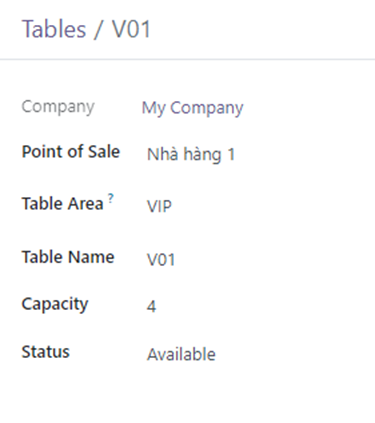 Tables / V01
Company My Company
Point of Sale Nhà hàng 1
Table Area ? VIP
Table Name V01
Capacity 4
Status Available